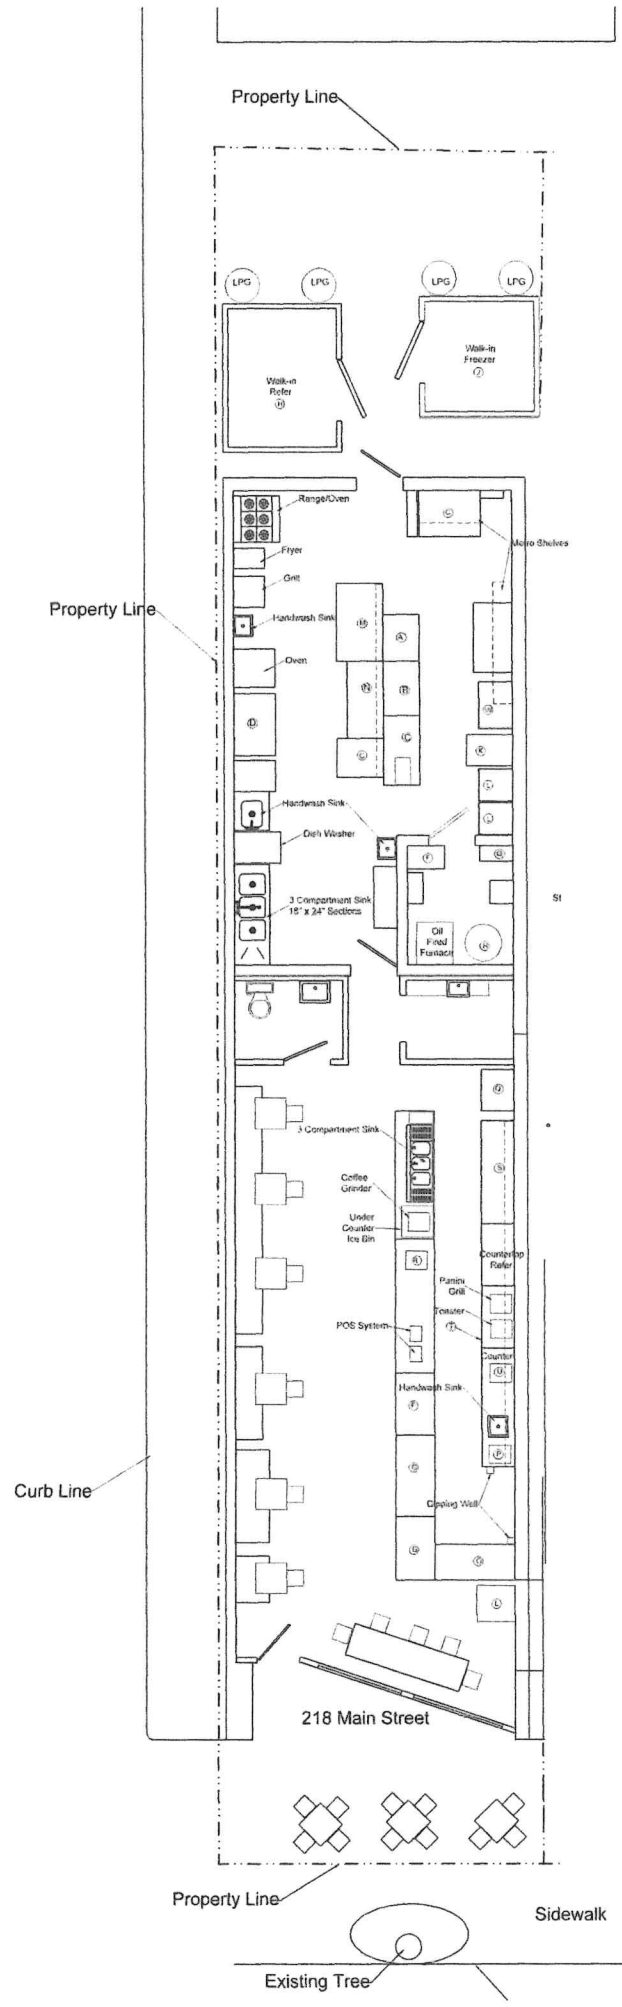 Property Line
LPG
LPG
LPG
LPG
Walk-in
Refer
H
Walk-in
Freezer
J
Range/Oven
G
Metro Shelves
Fryer
Grill
Property Line
Handwash Sink
M
A
Oven
N
B
D
W
C
K
E
L
Handwash Sink
L
Dish Washer
F
3 Compartment Sink
18" x 24" Sections
St
Oil
Fired
Furnace
R
Q
3 Compartment Sink
S
Coffee
Grinder
Under
Counter
Ice Bin
Countertop
Refer
Panini
Grill
Toaster
POS System
T
Counter
U
Handwash Sink
F
P
Curb Line
Dipping Well
L
218 Main Street
Property Line
Sidewalk
Existing Tree